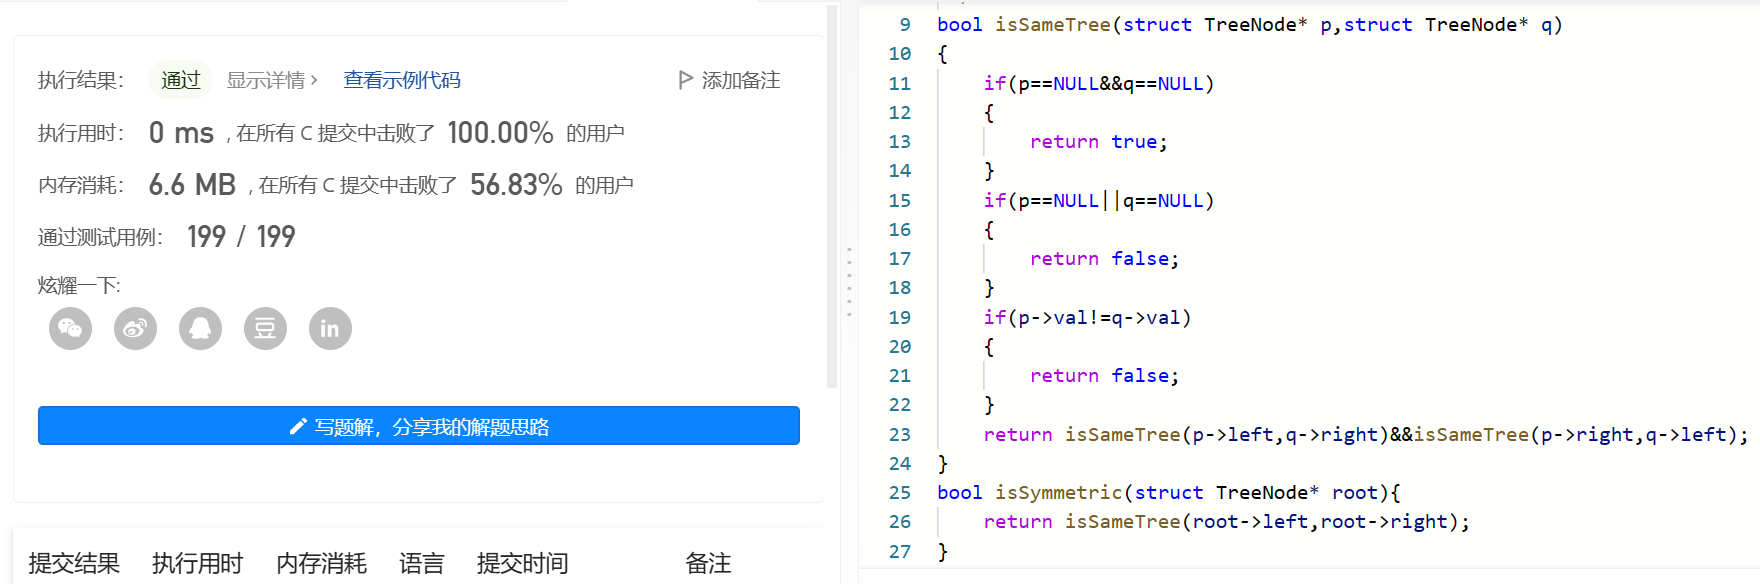 执行结果： 通过 显示详情 > 查看示例代码 添加备注
执行用时： 0 ms , 在所有 C 提交中击败了 100.00% 的用户
内存消耗： 6.6 MB , 在所有 C 提交中击败了 56.83% 的用户
通过测试用例： 199 / 199
炫耀一下:
豆 in
写题解，分享我的解题思路
提交结果 执行用时 内存消耗 语言 提交时间 备注
9 bool isSameTree(struct TreeNode* p,struct TreeNode* q)
10 {
11 if(p==NULL&&q==NULL)
12 {
13 return true;
14 }
15 if(p==NULL||q==NULL)
16 {
17 return false;
18 }
19 if(p->val!=q->val)
20 {
21 return false;
22 }
23 return isSameTree(p->left,q->right)&&isSameTree(p->right,q->left);
24 }
25 bool isSymmetric(struct TreeNode* root){
26 return isSameTree(root->left,root->right);
27 }